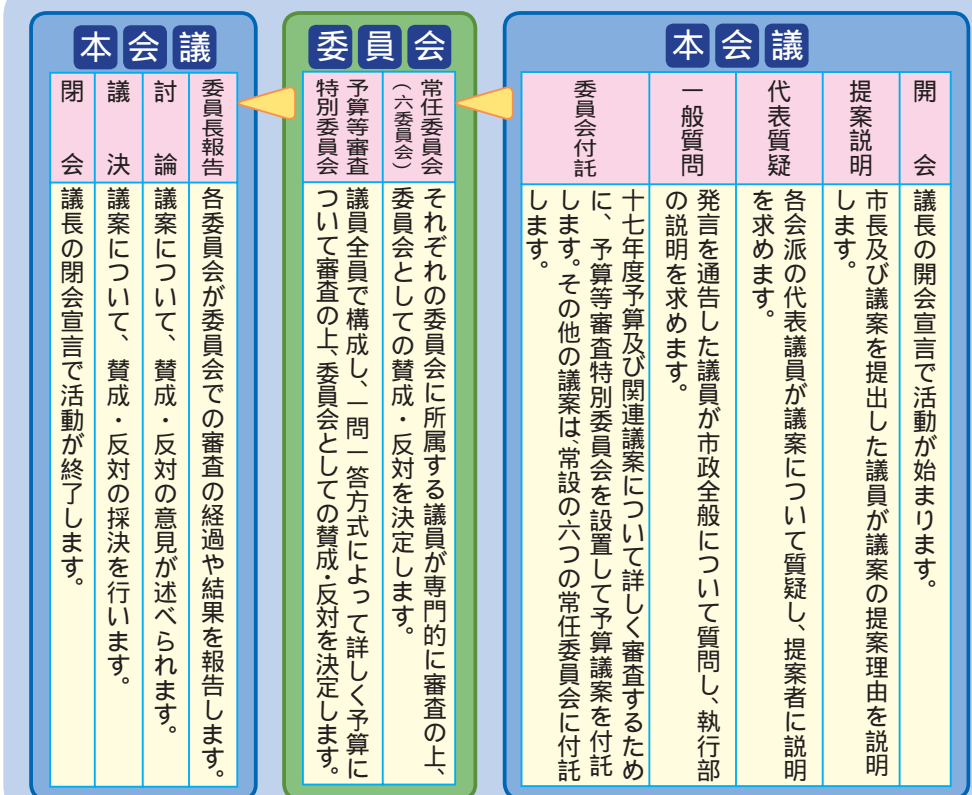 本会議
開会
議長の開会宣言で活動が始まります。
提案説明
市長及び議案を提出した議員が議案の提案理由を説明
します。
代表質疑
各会派の代表議員が議案について質疑し、提案者に説明
を求めます。
一般質問
発言を通告した議員が市政全般について質問し、執行部
の説明を求めます。
委員会付託
十七年度予算及び関連議案について詳しく審査するため
に、予算等審査特別委員会を設置して予算議案を付託
します。その他の議案は、常設の六つの常任委員会に付託
します。
委員会
常任委員会
（六委員会）
それぞれの委員会に所属する議員が専門的に審査の上、
委員会としての賛成・反対を決定します。
予算等審査
特別委員会
議員全員で構成し、一問一答方式によって詳しく予算に
ついて審査の上、委員会としての賛成・反対を決定します。
本会議
委員長報告
各委員会が委員会での審査の経過や結果を報告します。
討論
議案について、賛成・反対の意見が述べられます。
議決
議案について、賛成・反対の採決を行います。
閉会
議長の閉会宣言で活動が終了します。